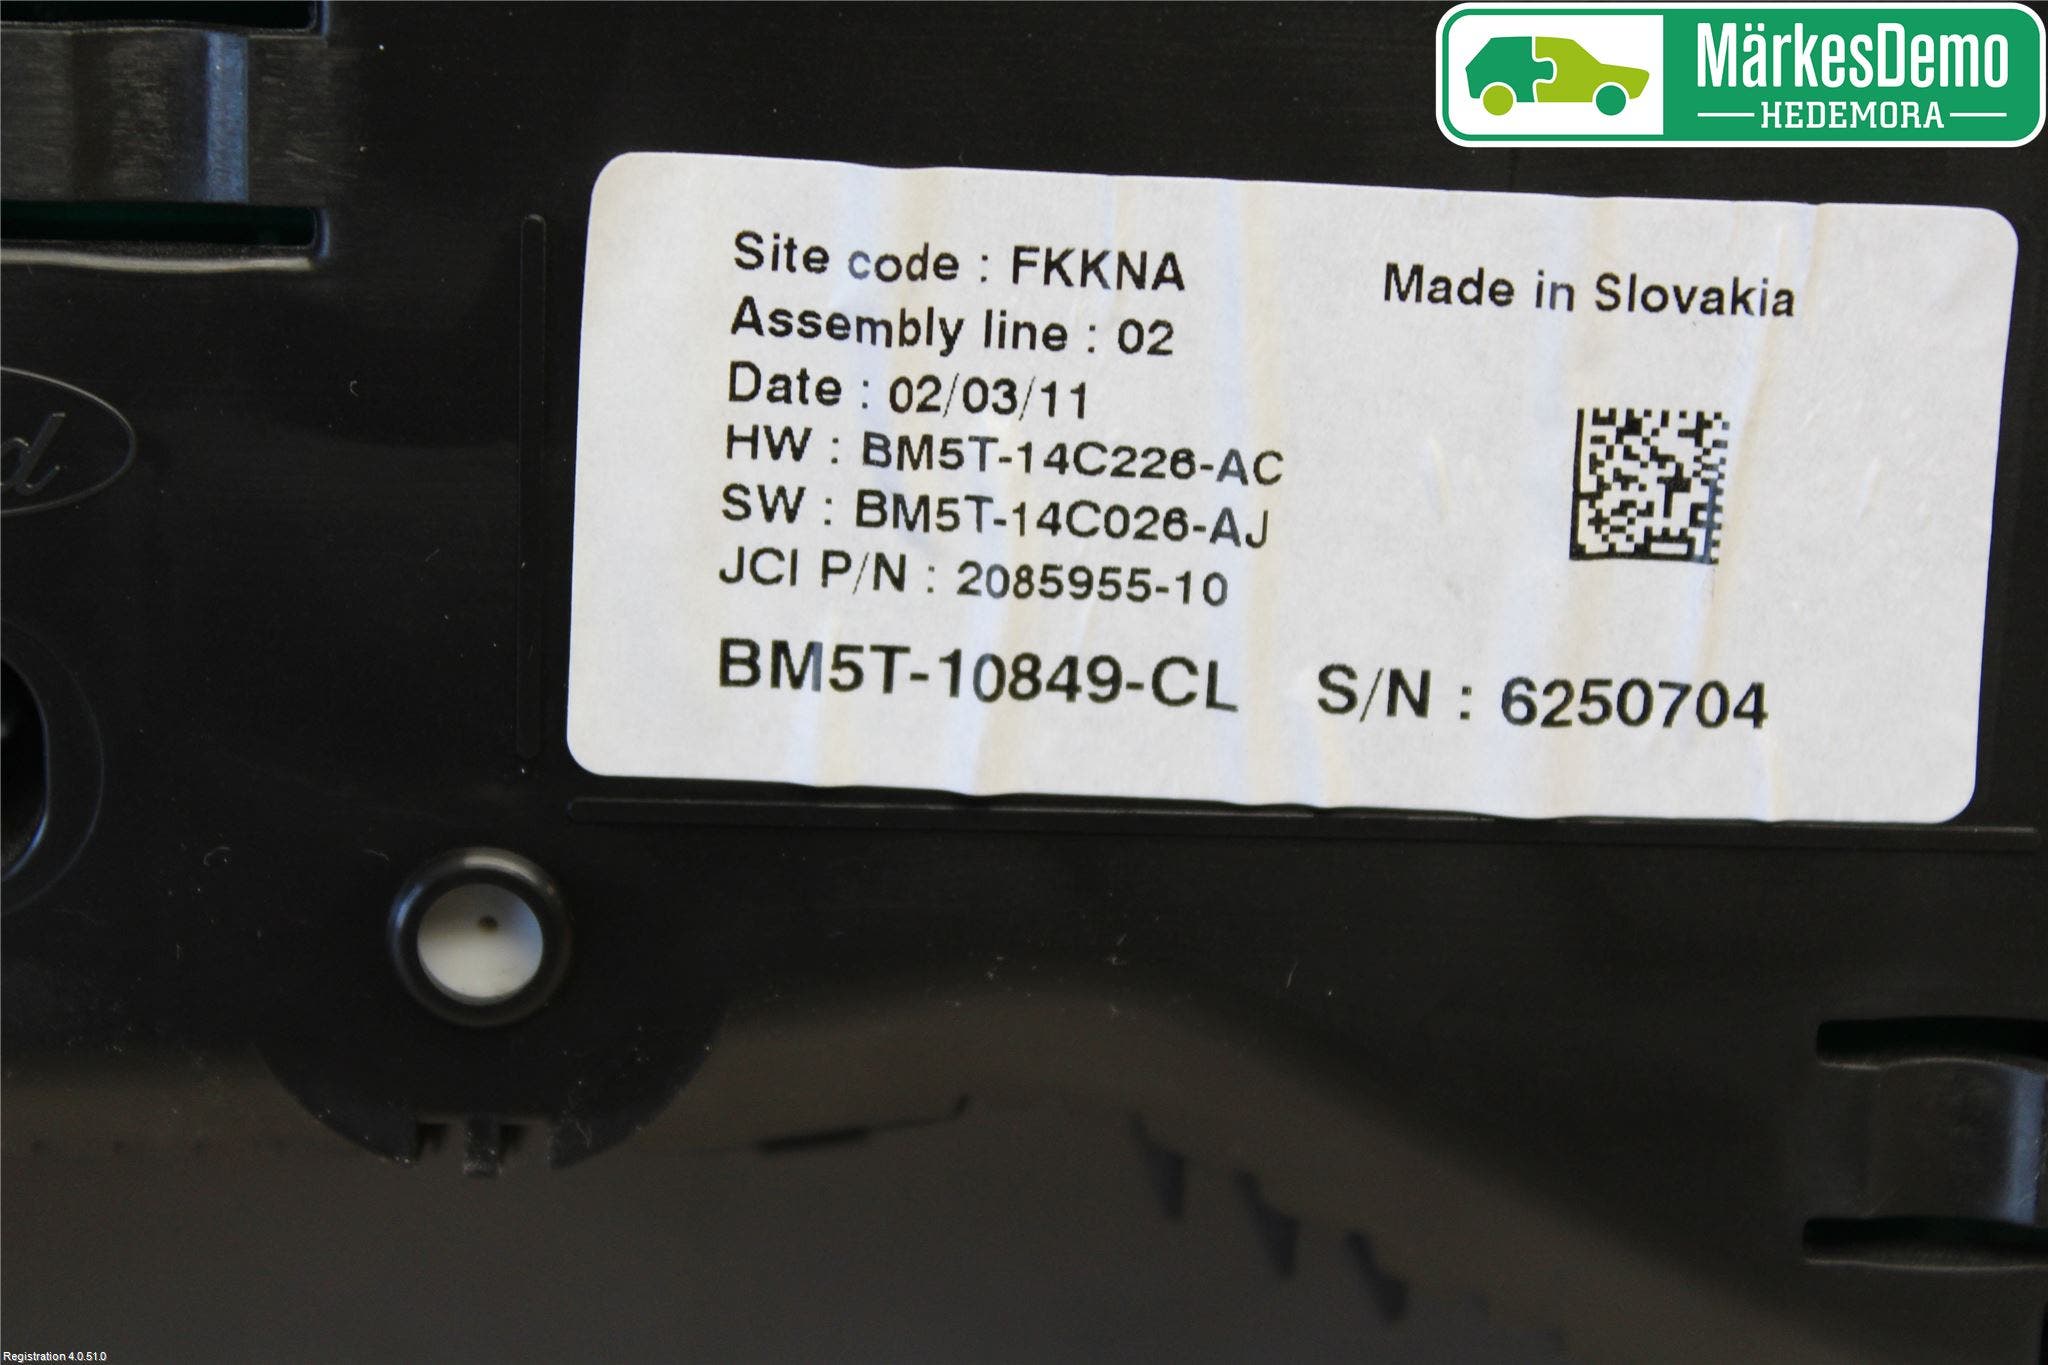 MärkesDemo
HEDEMORA
Site code : FKKNA
Made in Slovakia
Assembly line : 02
Date : 02/03/11
HW : BM5T-14C226-AC
SW : BM5T-14C026-AJ
JCI P/N : 2085955-10
BM5T-10849-CL S/N : 6250704
Registration 4.0.51.0